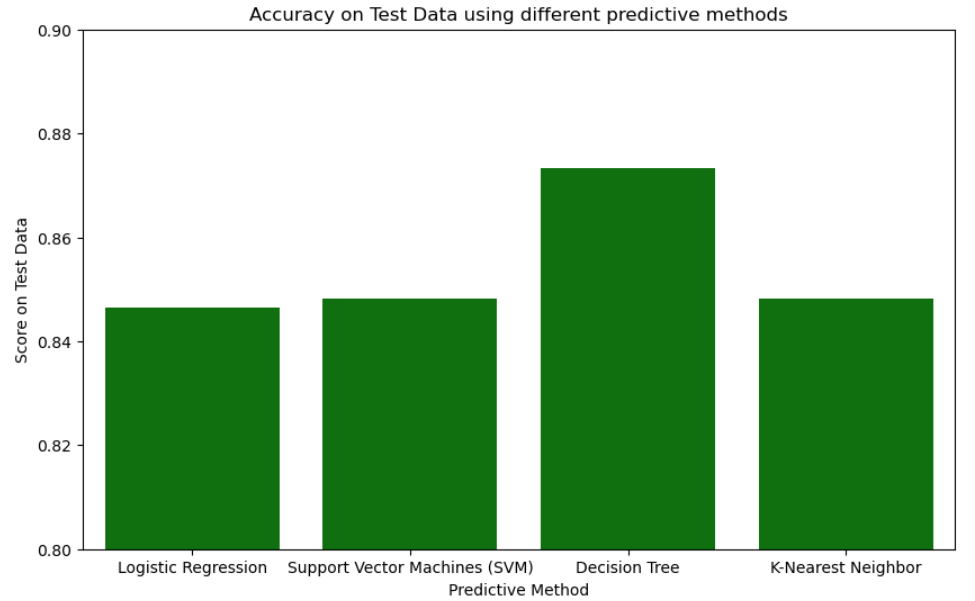 Accuracy on Test Data using different predictive methods
Score on Test Data
0.90
0.88
0.86
0.84
0.82
0.80
Logistic Regression
Support Vector Machines (SVM)
Decision Tree
K-Nearest Neighbor
Predictive Method